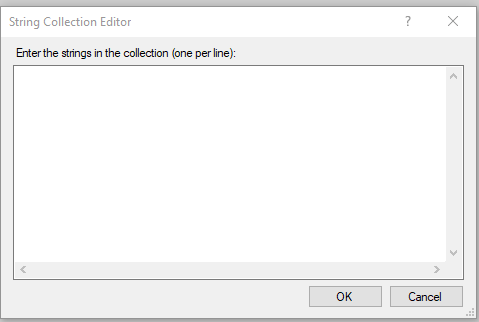 String Collection Editor
?
Enter the strings in the collection (one per line):
OK
Cancel